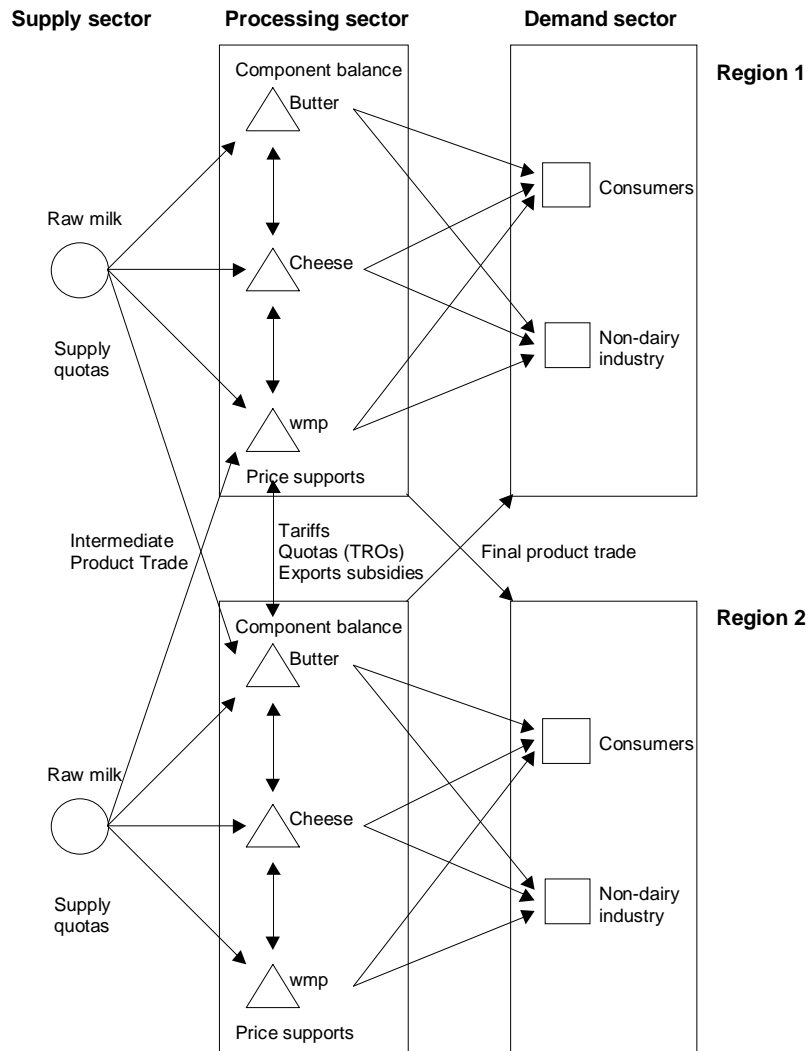 Supply sector
Processing sector
Demand sector
Region 1
Component balance
Butter
Consumers
Raw milk
Cheese
Supply
quotas
Non-dairy
industry
wmp
Price supports
Intermediate
Product Trade
Tariffs
Quotas (TROs)
Exports subsidies
Final product trade
Region 2
Component balance
Butter
Consumers
Raw milk
Cheese
Supply
quotas
Non-dairy
industry
wmp
Price supports